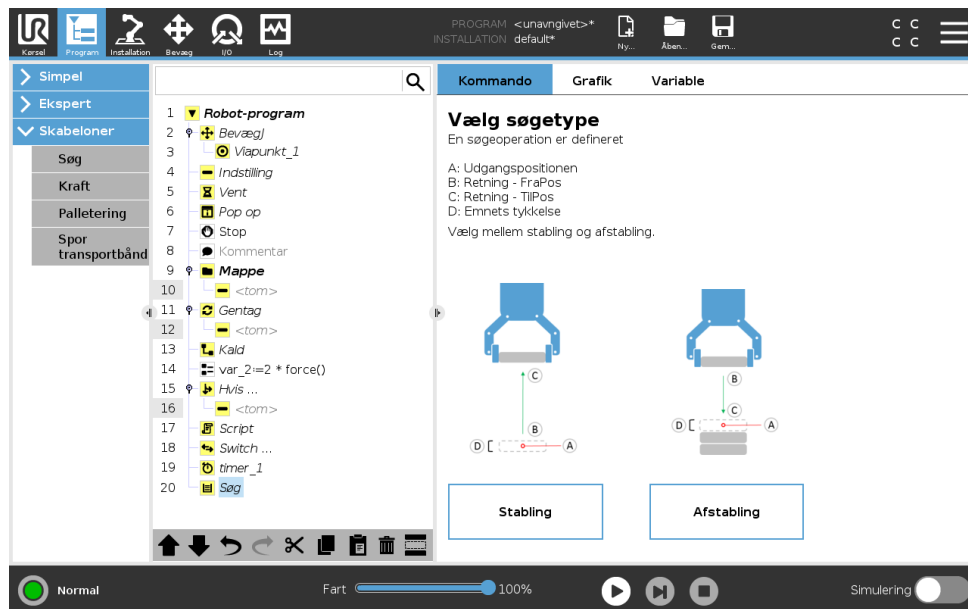 UR
Kørsel
Program
Installation
Bevæg
I/O
Log
PROGRAM <unavngivet>*
INSTALLATION default*
Ny...
Åben...
Gem...
C C
C C
Simpel
Ekspert
Skabeloner
Søg
Kraft
Palletering
Spor
transportbånd
1 Robot-program
2 BevægJ
3 Viapunkt_1
4 Indstilling
5 Vent
6 Pop op
7 Stop
8 Kommentar
9 Mappe
10 <tom>
11 Gentag
12 <tom>
13 Kald
14 var_2:=2 * force()
15 Hvis ...
16 <tom>
17 Script
18 Switch ...
19 timer_1
20 Søg
Kommando Grafik Variable
Vælg søgetype
En søgeoperation er defineret
A: Udgangspositionen
B: Retning - FraPos
C: Retning - TilPos
D: Emnets tykkelse
Vælg mellem stabling og afstabling.
C
B
D
A
B
C
D
A
Stabling
Afstabling
Normal
Fart 100%
Simulering